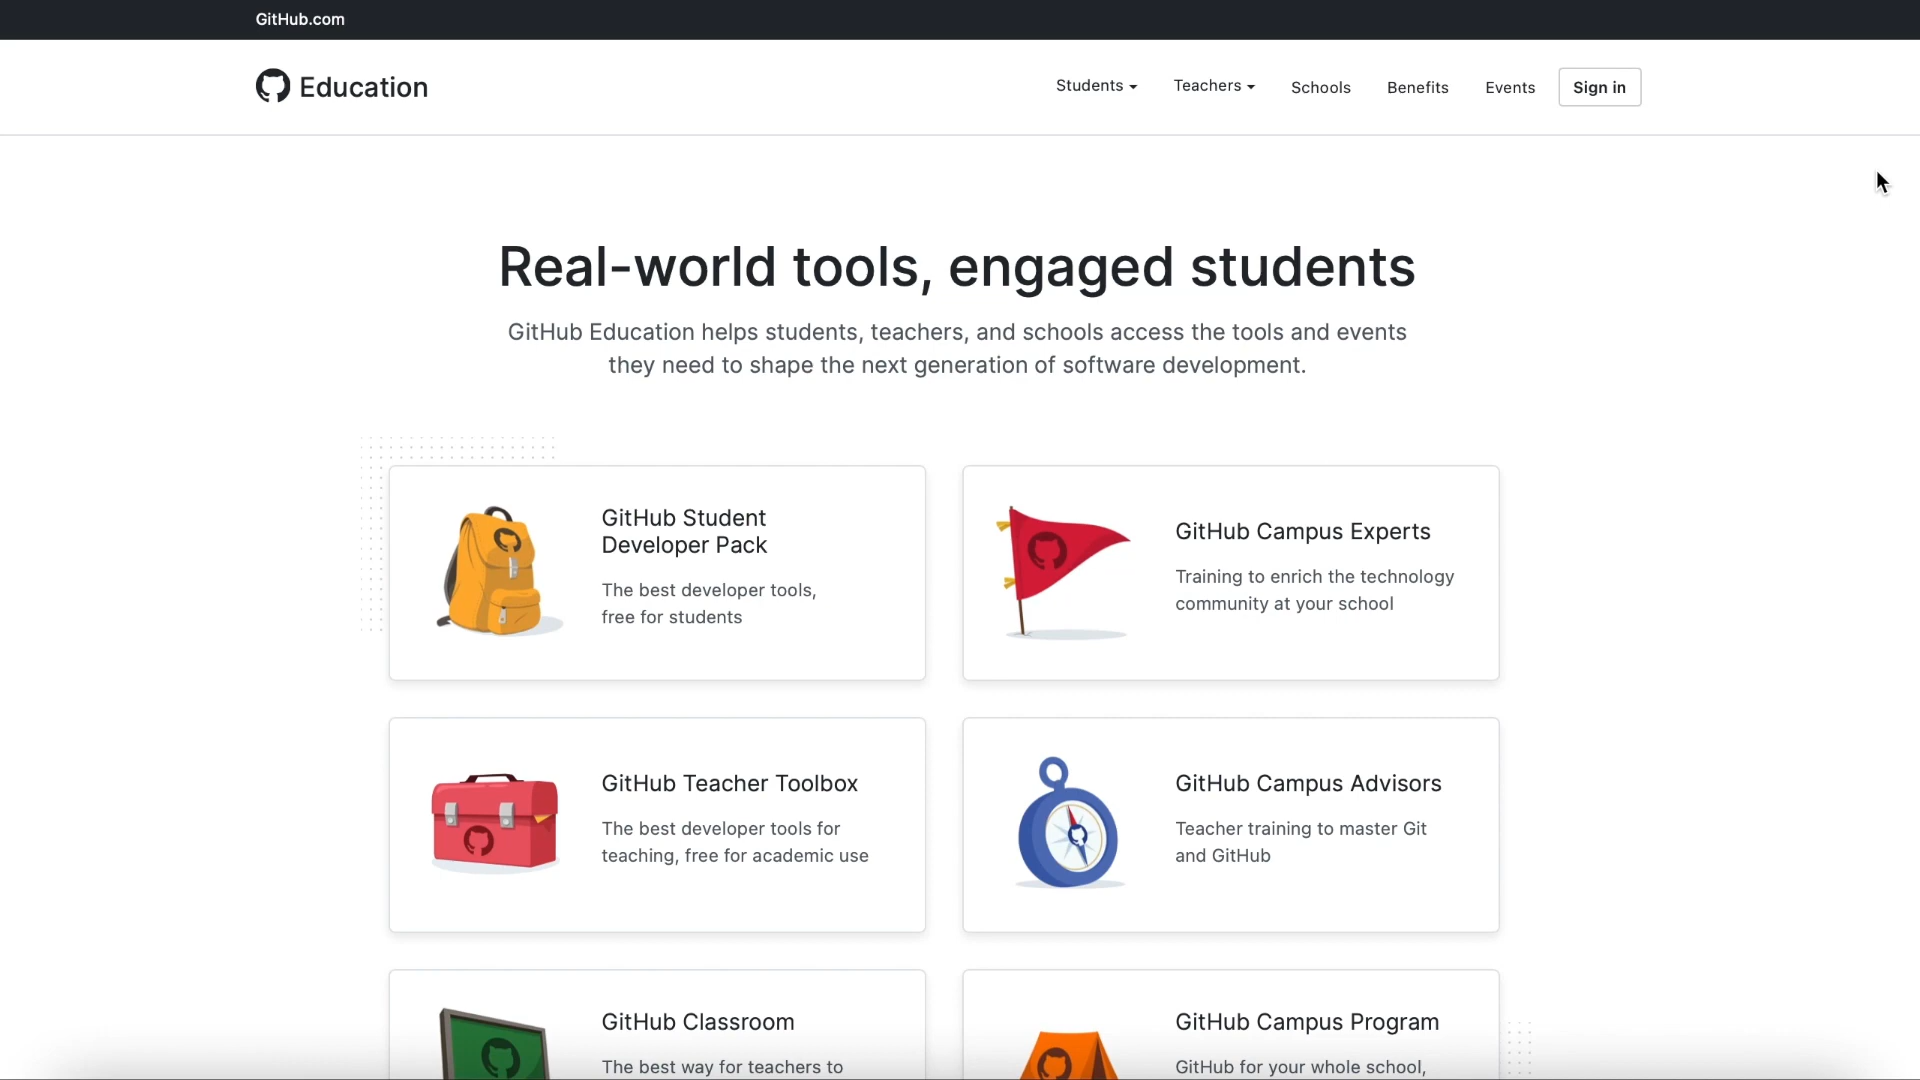 GitHub.com
Education
Students
Teachers
Schools
Benefits
Events
Sign in
Real-world tools, engaged students
GitHub Education helps students, teachers, and schools access the tools and events
they need to shape the next generation of software development.
GitHub Student
Developer Pack
The best developer tools,
free for students
GitHub Campus Experts
Training to enrich the technology
community at your school
GitHub Teacher Toolbox
The best developer tools for
teaching, free for academic use
GitHub Campus Advisors
Teacher training to master Git
and GitHub
GitHub Classroom
The best way for teachers to
GitHub Campus Program
GitHub for your whole school,